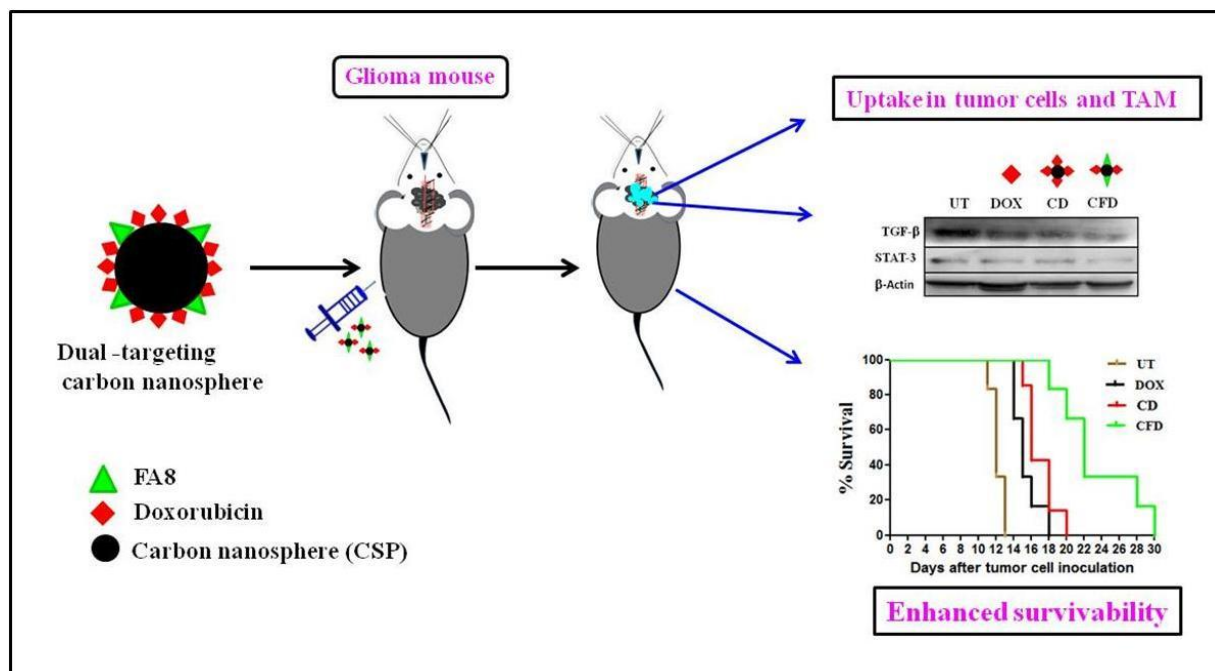 Glioma mouse
Uptake in tumor cells and TAM
UT DOX CD CFD
TGF-β
STAT-3
β-Actin
Dual -targeting
carbon nanosphere
FA8
Doxorubicin
Carbon nanosphere (CSP)
100
80
60
40
20
0
% Survival
UT
DOX
CD
CFD
0 2 4 6 8 10 12 14 16 18 20 22 24 26 28 30
Days after tumor cell inoculation
Enhanced survivability